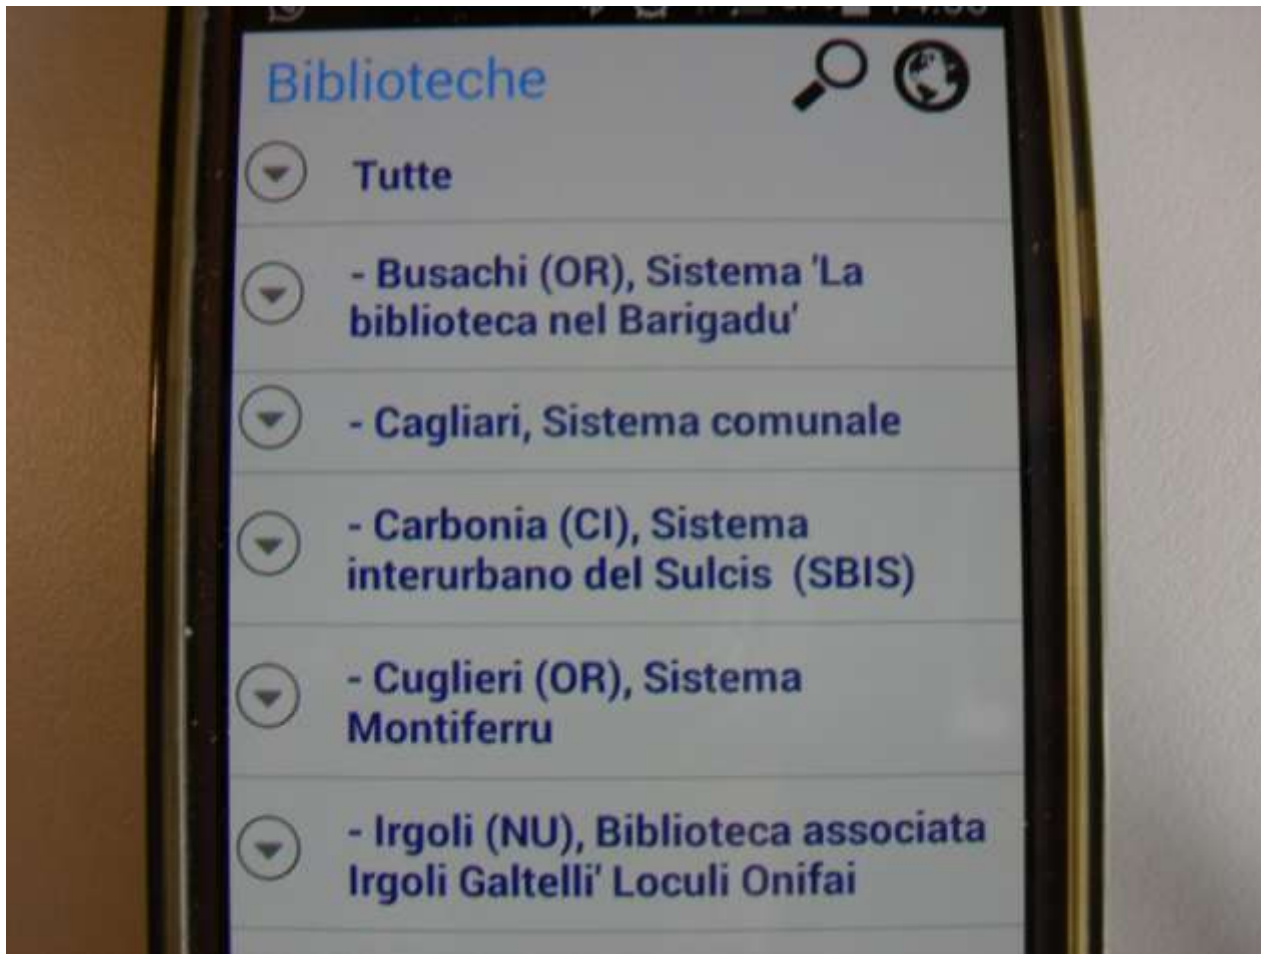 Biblioteche
Tutte
- Busachi (OR), Sistema 'La
biblioteca nel Barigadu'
- Cagliari, Sistema comunale
- Carbonia (CI), Sistema
interurbano del Sulcis (SBIS)
- Cuglieri (OR), Sistema
Montiferru
- Irgoli (NU), Biblioteca associata
Irgoli Galtelli' Loculi Onifai